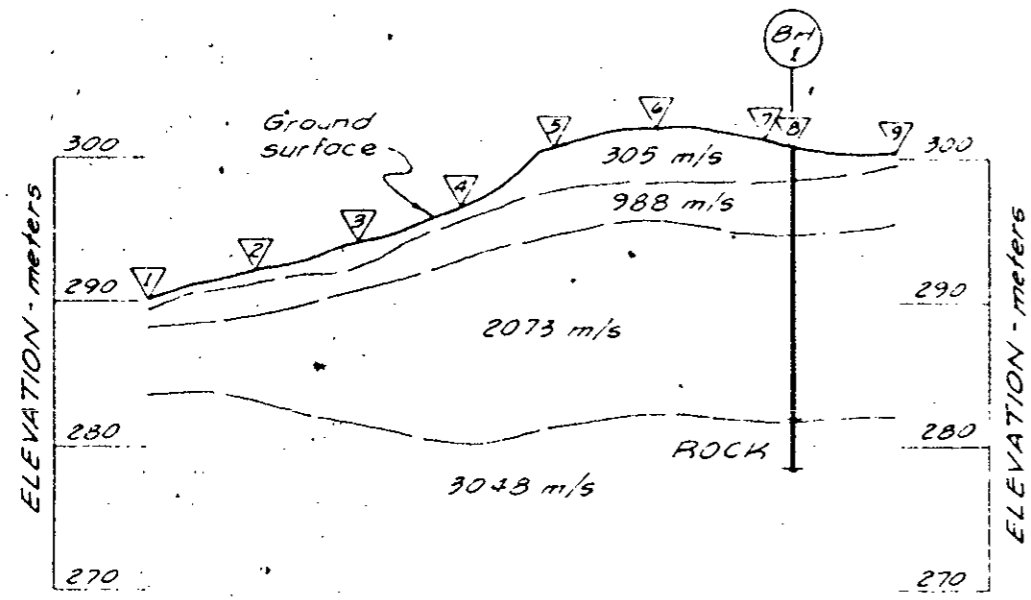 BH
1
Ground
surface
1
2
3
4
5
6
7
8
9
300
300
305 m/s
988 m/s
290
290
2073 m/s
280
280
ROCK
3048 m/s
270
270
ELEVATION - meters
ELEVATION - meters